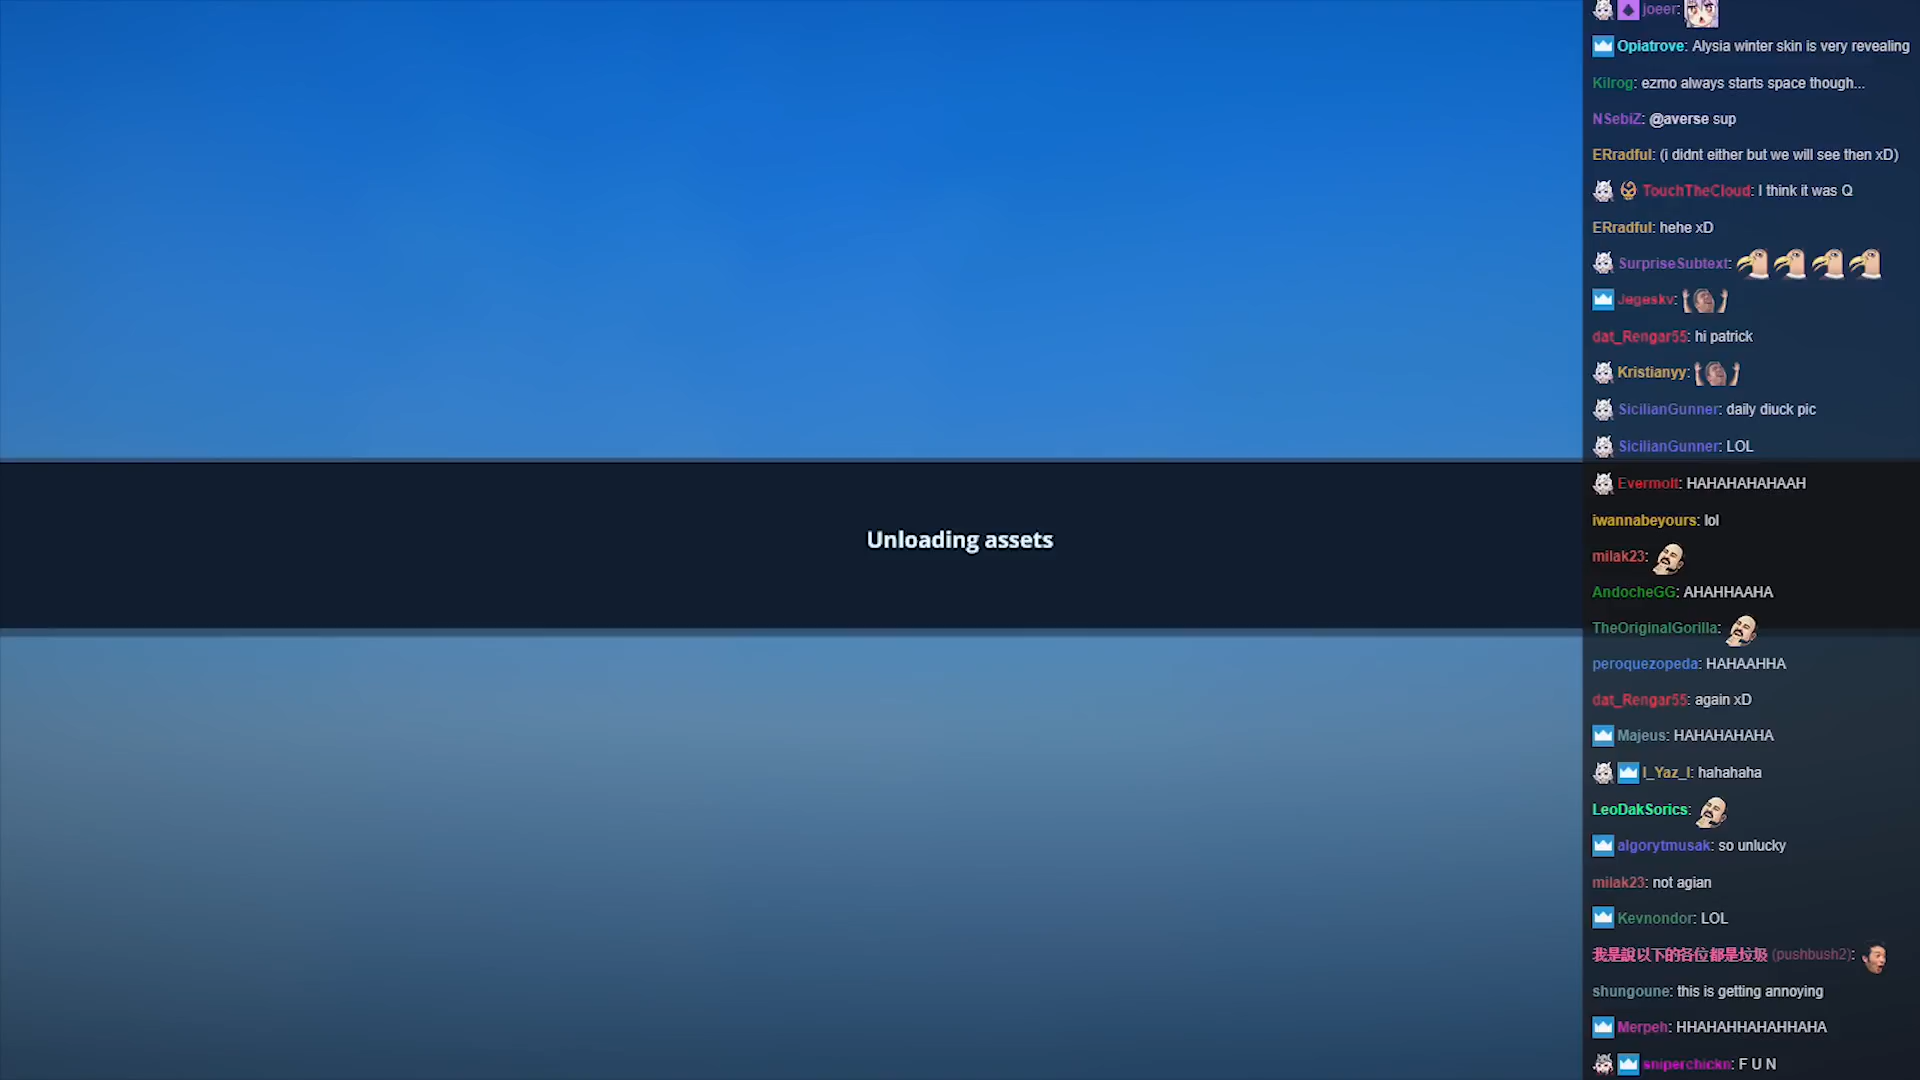 joeer:
Opiatrove: Alysia winter skin is very revealing
Kilrog: ezmo always starts space though...
NSebiZ: @averse sup
ERradful: (i didnt either but we will see then xD)
TouchTheCloud: I think it was Q
ERradful: hehe xD
SurpriseSubtext:
Jegeskv:
dat_Rengar55: hi patrick
Kristianyy:
SicilianGunner: daily diuck pic
SicilianGunner: LOL
Evermolt: HAHAHAHAHAAH
iwannabeyours: lol
Unloading assets
milak23:
AndocheGG: AHAHHAAHA
TheOriginalGorilla:
peroquezopeda: HAHAAHHA
dat_Rengar55: again xD
Majeus: HAHAHAHAHA
I_Yaz_I: hahahaha
LeoDakSorics:
algorytmusak: so unlucky
milak23: not agian
Kevnondor: LOL
我是說以下的各位都是垃圾 (pushbush2):
shungoune: this is getting annoying
Merpeh: HHAHAHHAHAHHAHA
sniperchickn: F U N